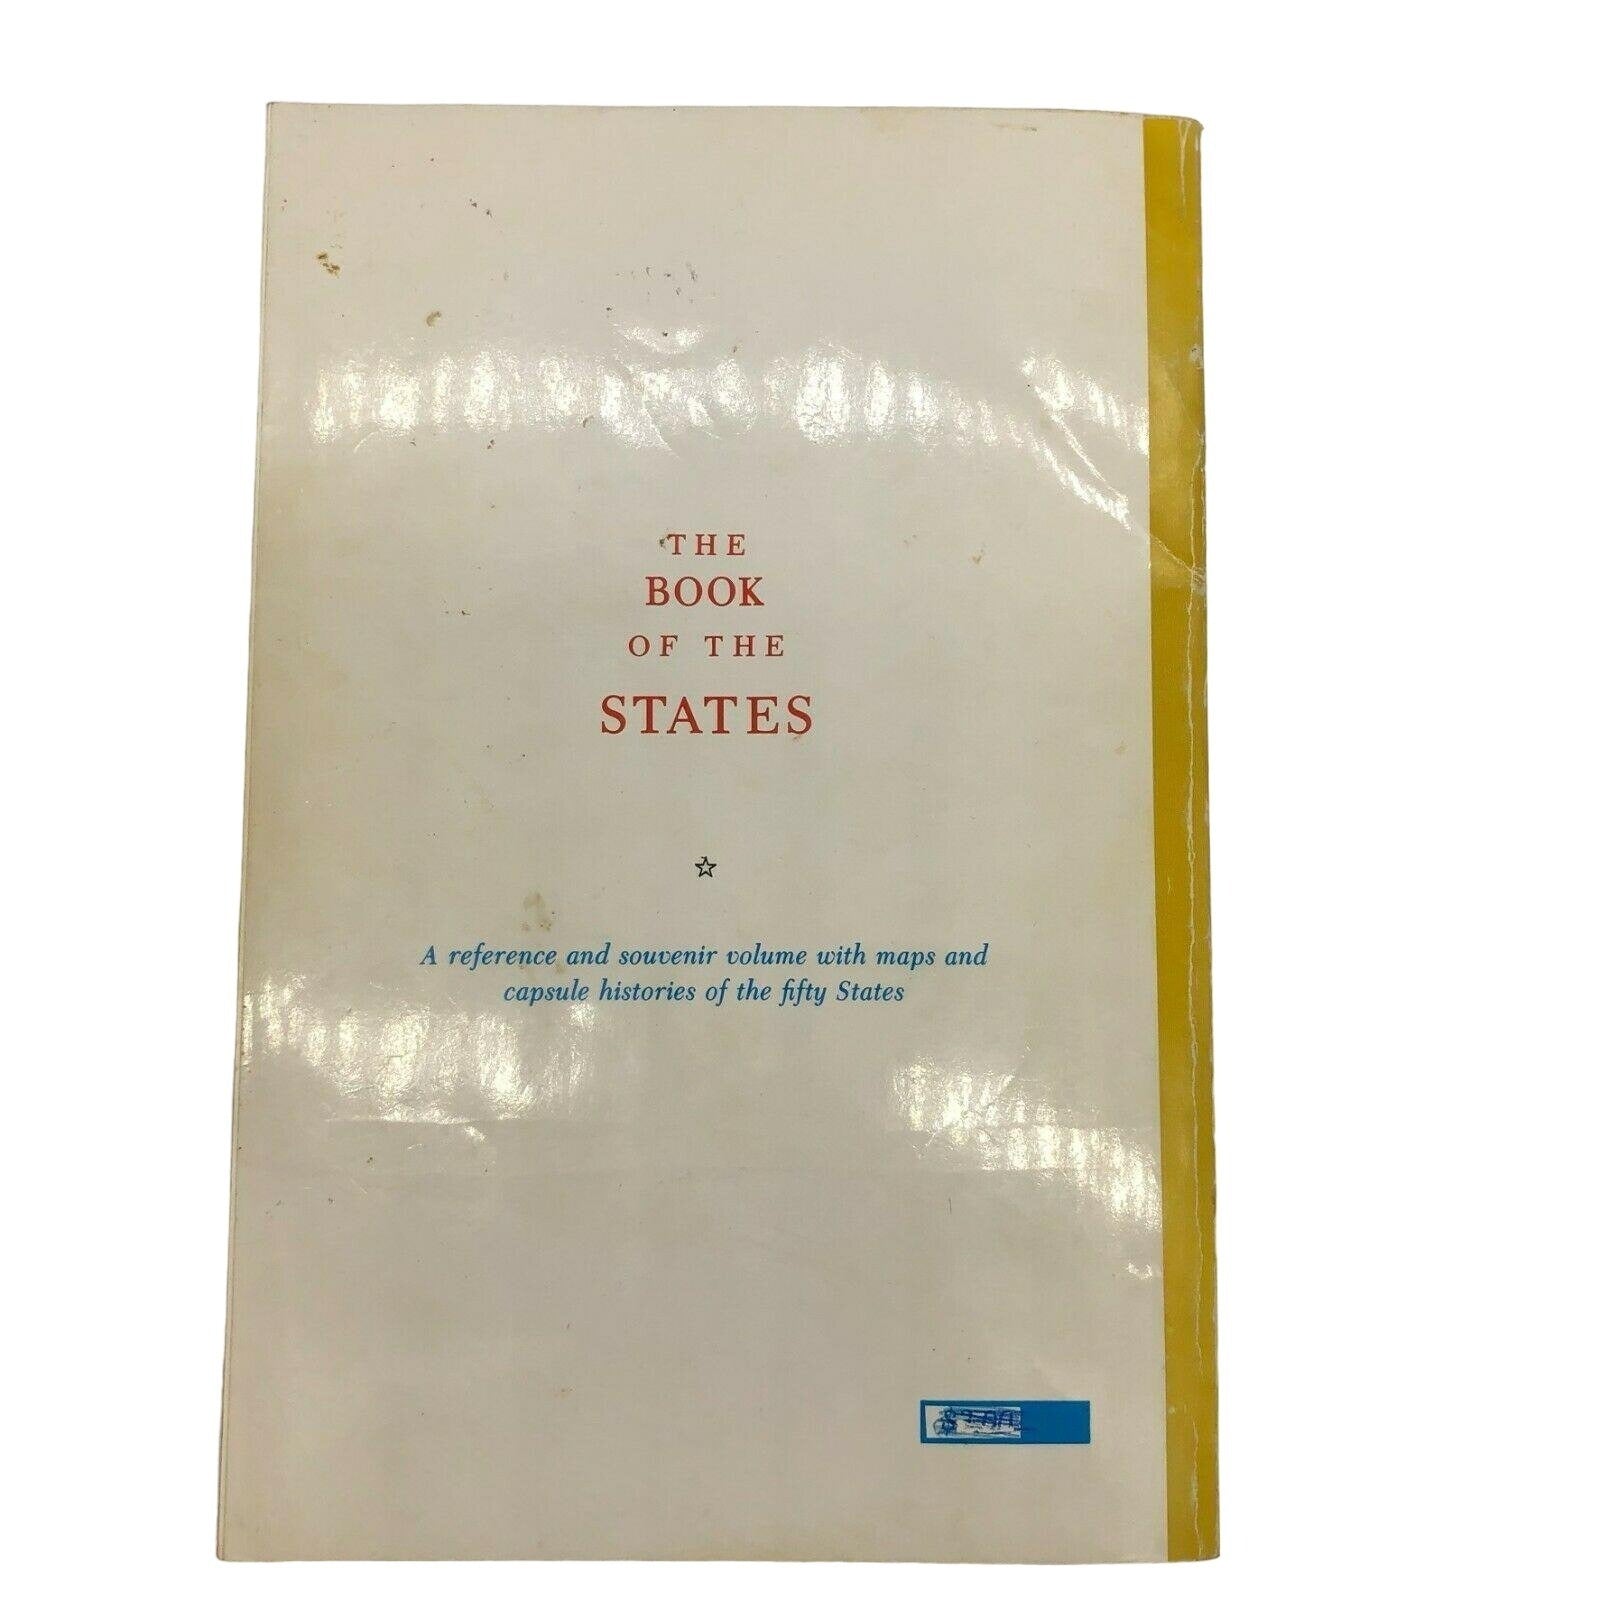 THE
BOOK
OF THE
STATES
A reference and souvenir volume with maps and
capsule histories of the fifty States